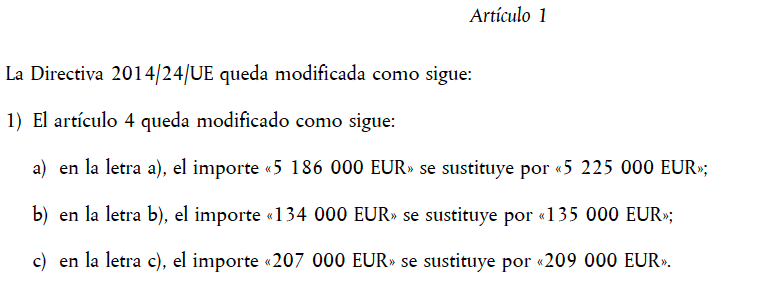 Artículo 1
La Directiva 2014/24/UE queda modificada como sigue:
1) El artículo 4 queda modificado como sigue:
a) en la letra a), el importe «5 186 000 EUR» se sustituye por «5 225 000 EUR»;
b) en la letra b), el importe «134 000 EUR» se sustituye por «135 000 EUR»;
c) en la letra c), el importe «207 000 EUR» se sustituye por «209 000 EUR».